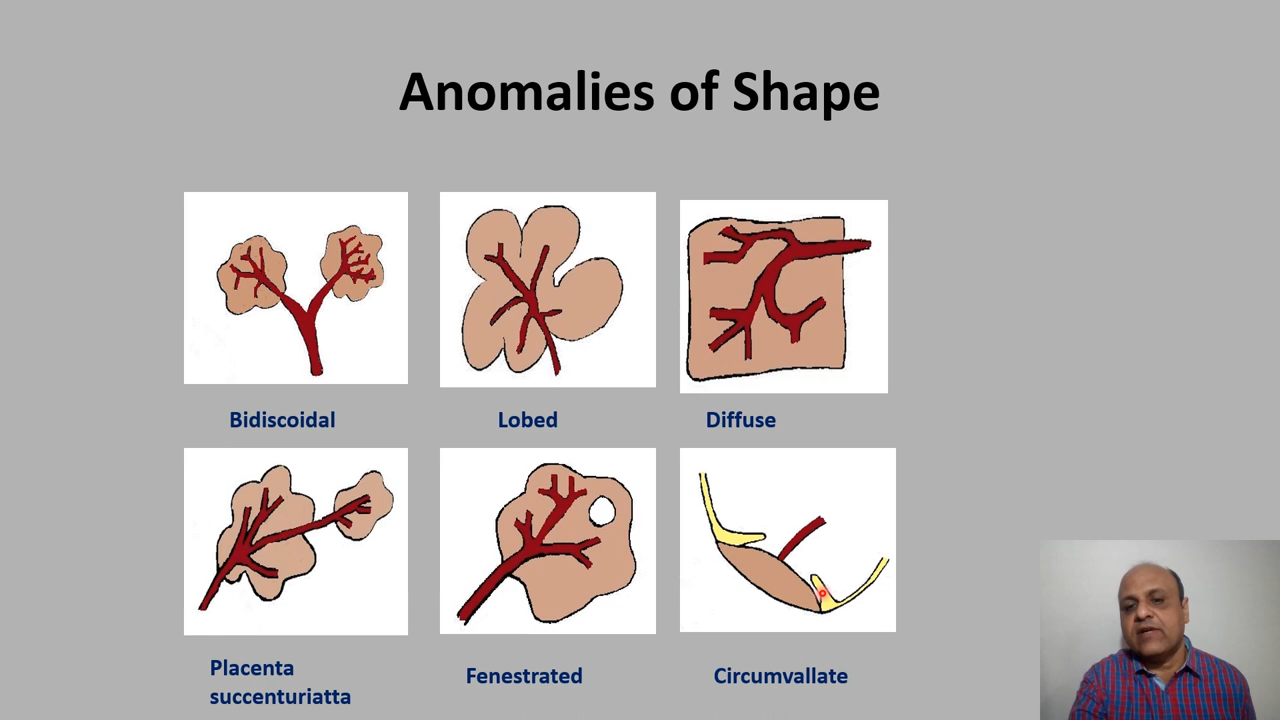 Anomalies of Shape
Bidiscoidal
Lobed
Diffuse
Placenta
succenturiatta
Fenestrated
Circumvallate